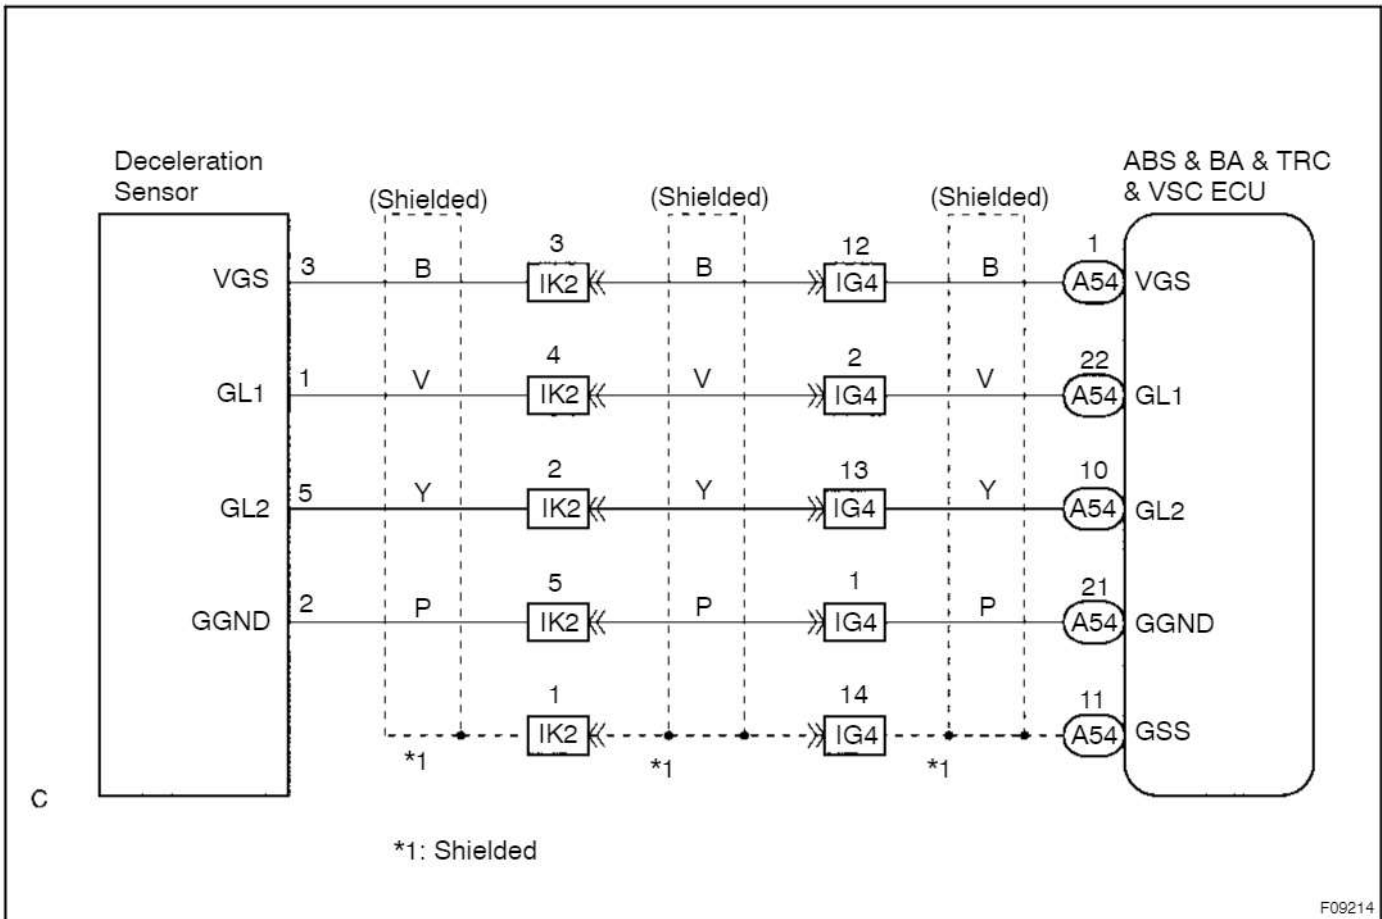 Deceleration
Sensor
ABS & BA & TRC
& VSC ECU
(Shielded)
(Shielded)
(Shielded)
VGS 3 B 3 IK2 B 12 IG4 B 1 A54 VGS
GL1 1 V 4 IK2 V 2 IG4 V 22 A54 GL1
GL2 5 Y 2 IK2 Y 13 IG4 Y 10 A54 GL2
GGND 2 P 5 IK2 P 1 IG4 P 21 A54 GGND
1 IK2 14 IG4 11 A54 GSS
*1 *1 *1
C
*1: Shielded
F09214